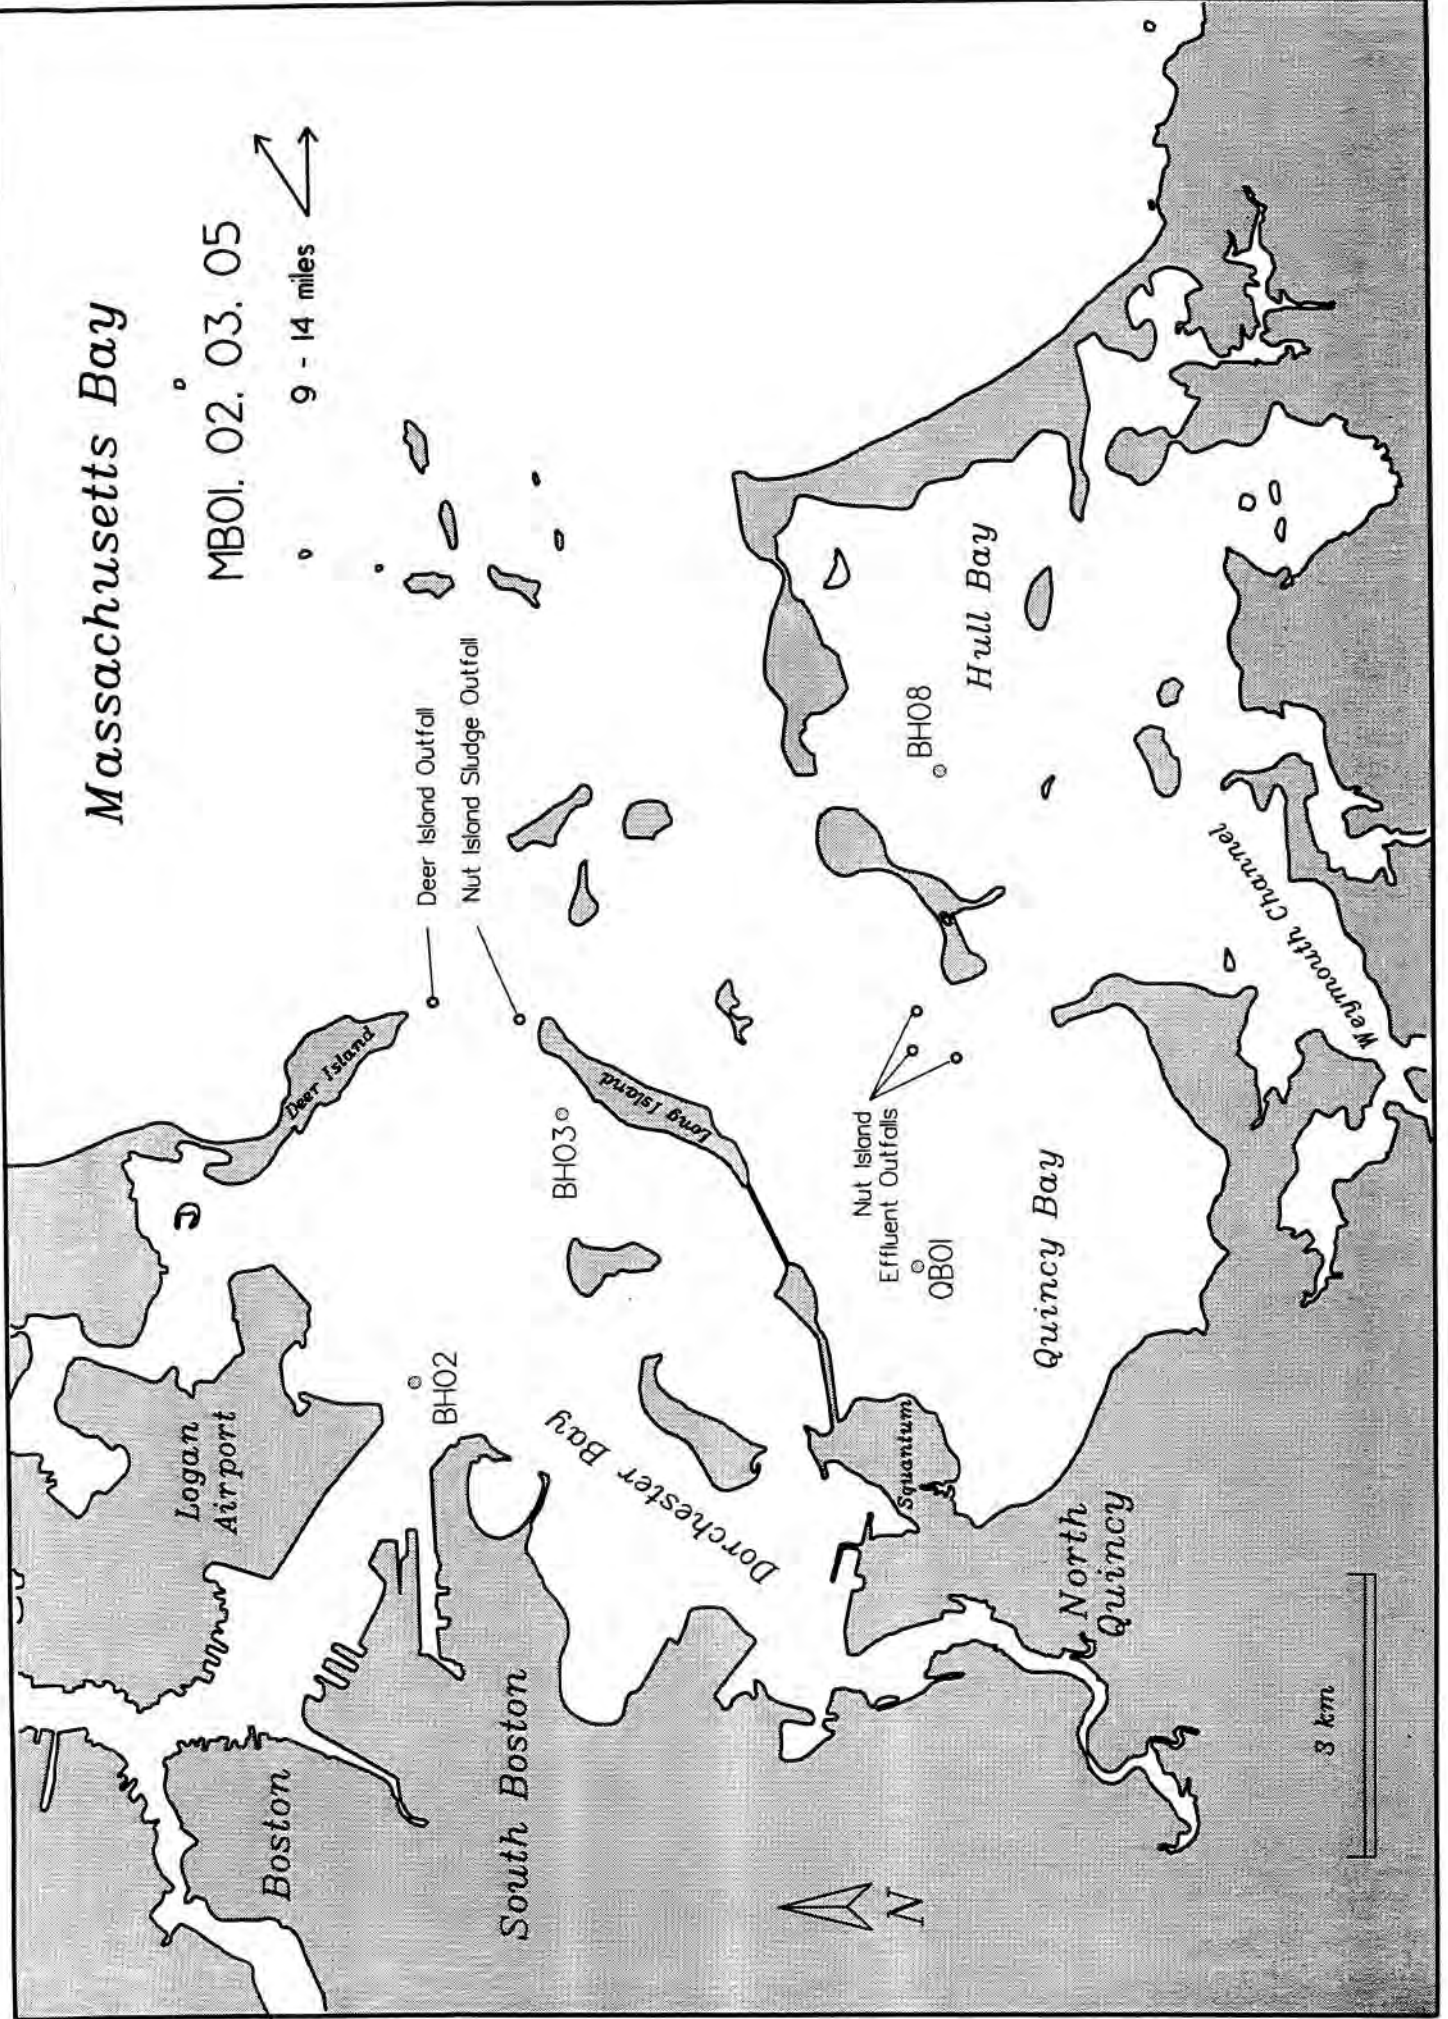 Massachusetts Bay
MB01. 02. 03. 05
9 - 14 miles
Deer Island Outfall
Nut Island Sludge Outfall
Deer Island
Long Island
BH03
Logan
Airport
BH02
Boston
South Boston
Dorchester Bay
Nut Island
Effluent Outfalls
QB01
Quincy Bay
Squantum
North
Quincy
BH08
Hull Bay
Weymouth Channel
N
3 km